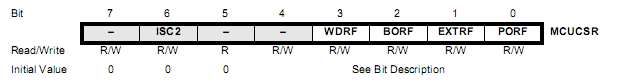 Bit 7 6 5 4 3 2 1 0
– ISC2 – – WDRF BORF EXTRF PORF MCUCSR
Read/Write R/W R/W R R/W R/W R/W R/W R/W
Initial Value 0 0 0 See Bit Description